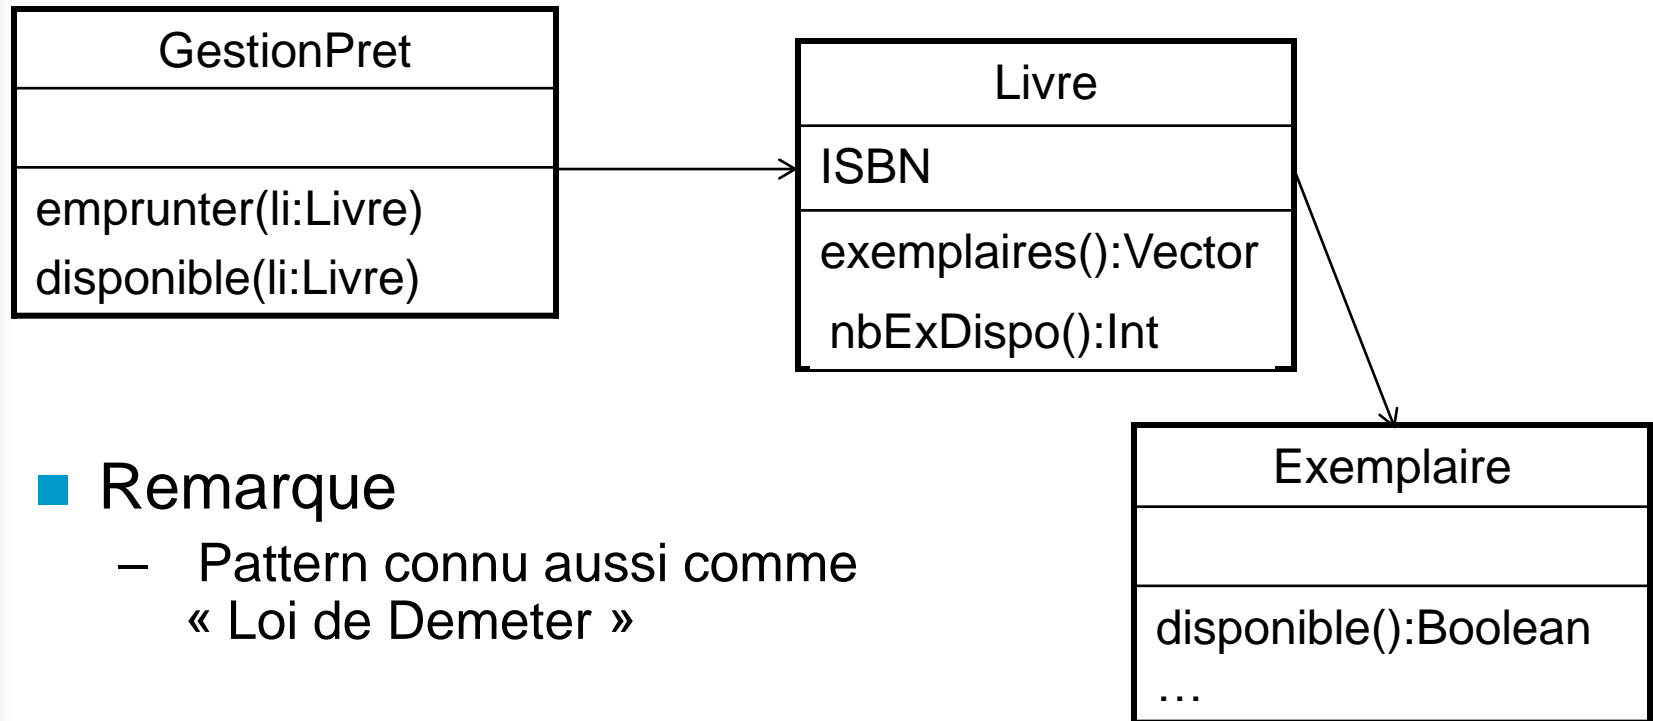 GestionPret
emprunter(li:Livre)
disponible(li:Livre)
Livre
ISBN
exemplaires():Vector
nbExDispo():Int
Exemplaire
disponible():Boolean
…
Remarque
– Pattern connu aussi comme
« Loi de Demeter »